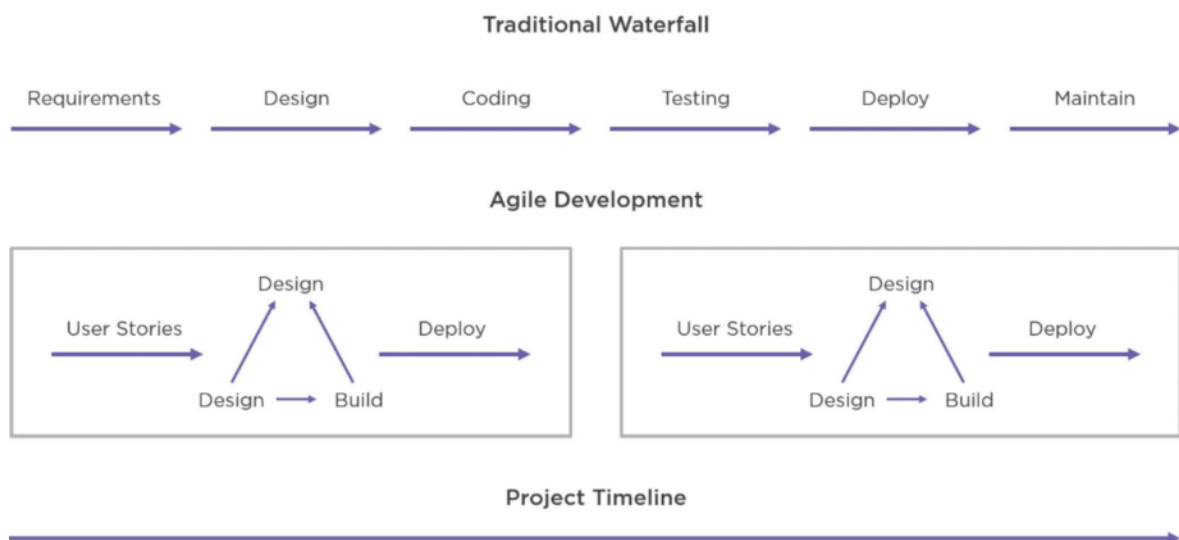 Traditional Waterfall
Requirements Design Coding Testing Deploy Maintain
Agile Development
Design Design
User Stories Deploy User Stories Deploy
Design Build Design Build
Project Timeline